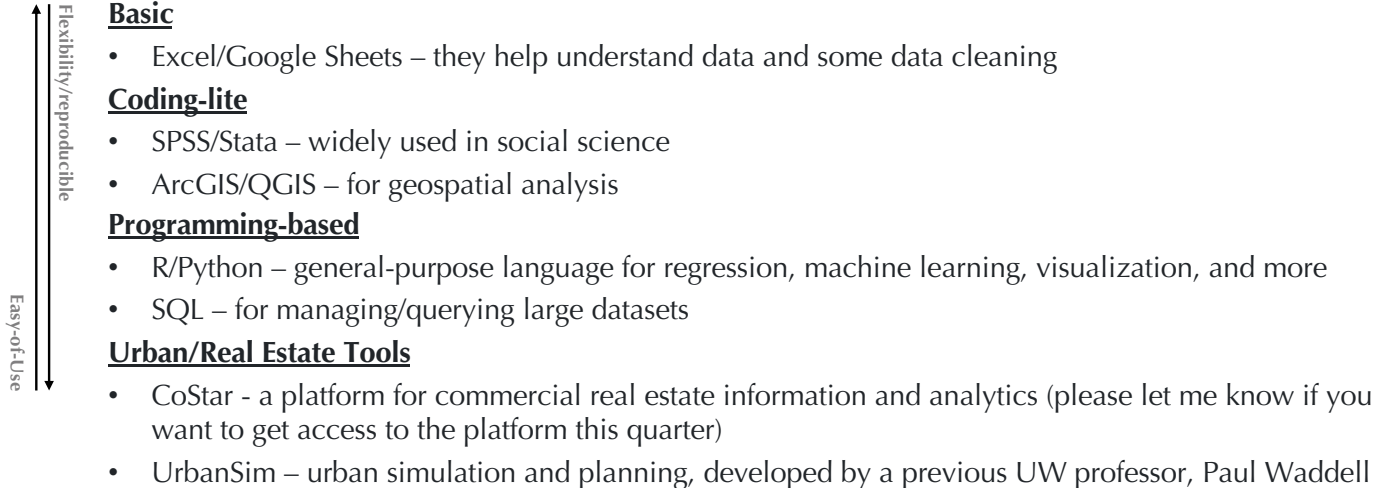 Flexibility/reproducible
Easy-of-Use
Basic
• Excel/Google Sheets – they help understand data and some data cleaning
Coding-lite
• SPSS/Stata – widely used in social science
• ArcGIS/QGIS – for geospatial analysis
Programming-based
• R/Python – general-purpose language for regression, machine learning, visualization, and more
• SQL – for managing/querying large datasets
Urban/Real Estate Tools
• CoStar - a platform for commercial real estate information and analytics (please let me know if you
want to get access to the platform this quarter)
• UrbanSim – urban simulation and planning, developed by a previous UW professor, Paul Waddell